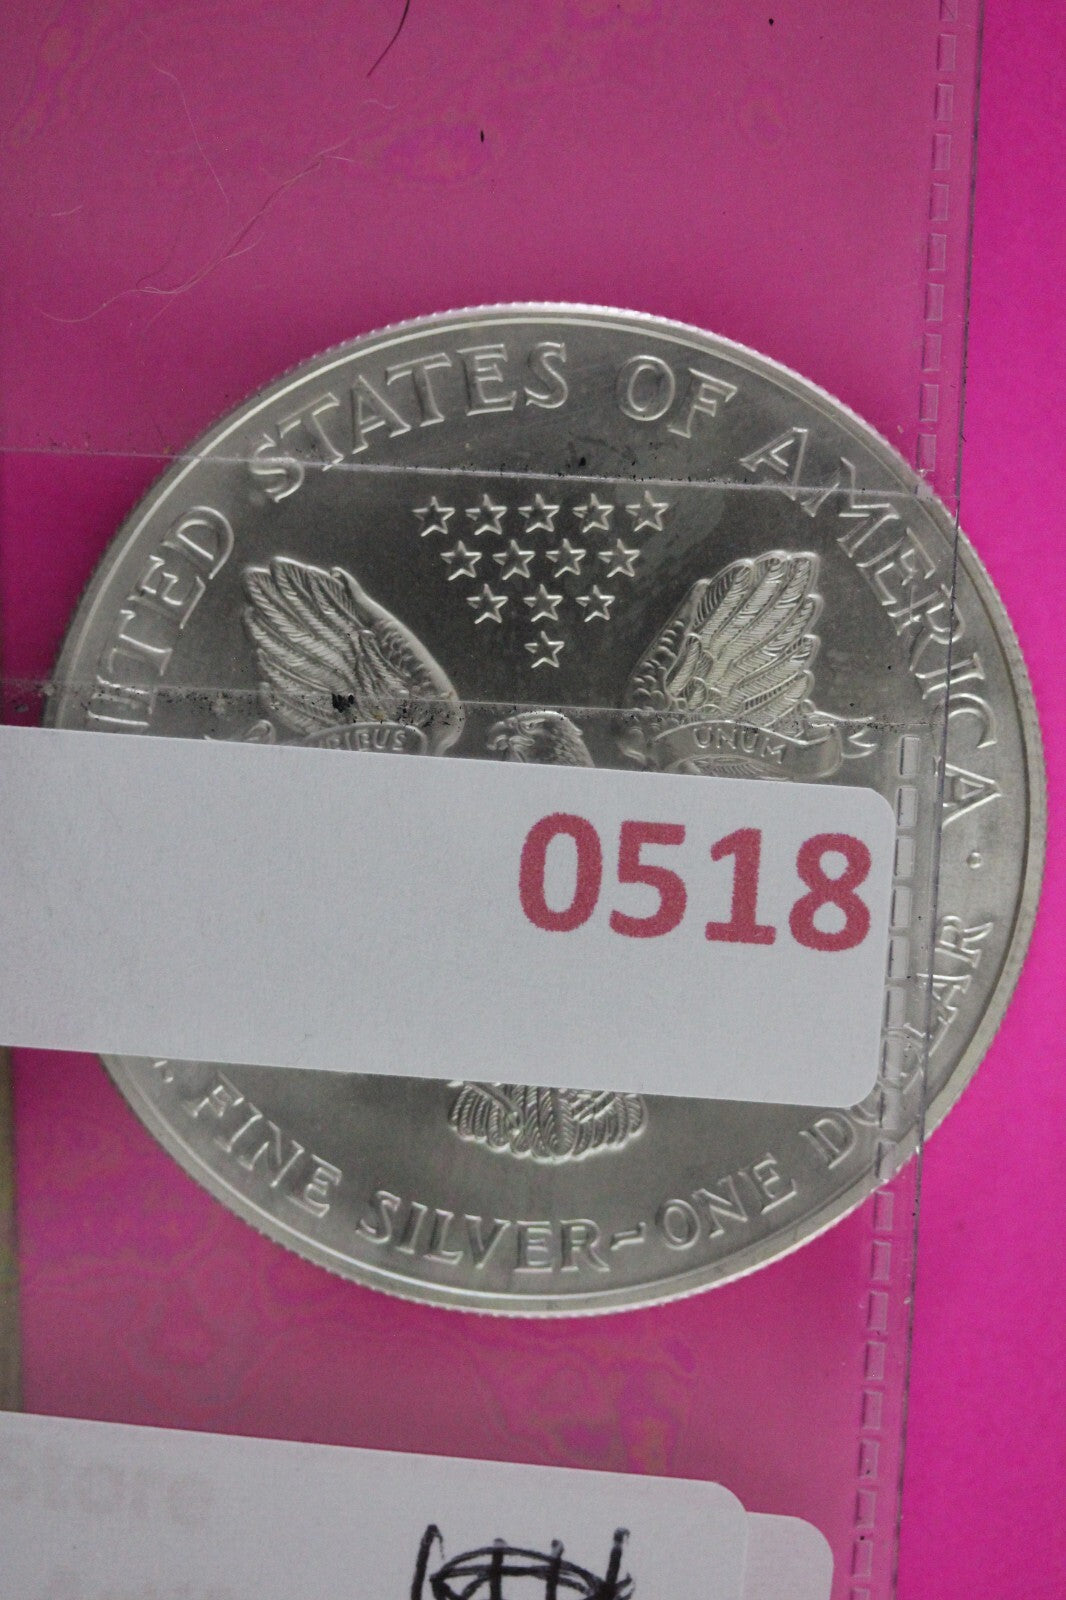 UNITED STATES OF AMERICA
UNUM
0518
FINE SILVER~ONE DOLLAR